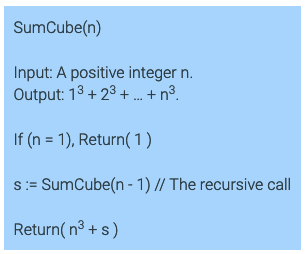 SumCube(n)
Input: A positive integer n.
Output: 1³ + 2³ + ... + n³.
If (n = 1), Return( 1 )
s := SumCube(n - 1) // The recursive call
Return( n³ + s )